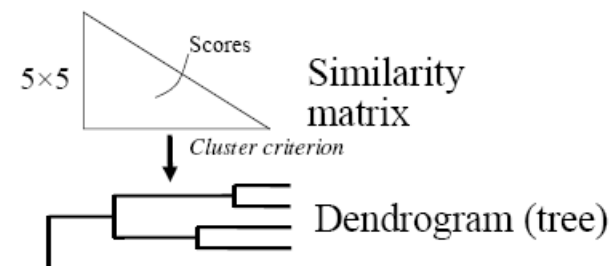 Scores
5×5
Similarity
matrix
Cluster criterion
Dendrogram (tree)